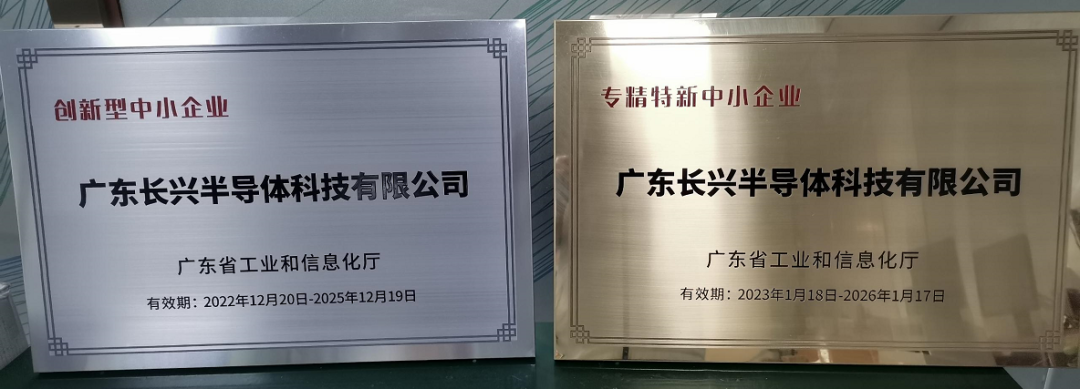 创新型中小企业
广东长兴半导体科技有限公司
广东省工业和信息化厅
有效期：2022年12月20日-2025年12月19日
专精特新中小企业
广东长兴半导体科技有限公司
广东省工业和信息化厅
有效期：2023年1月18日-2026年1月17日